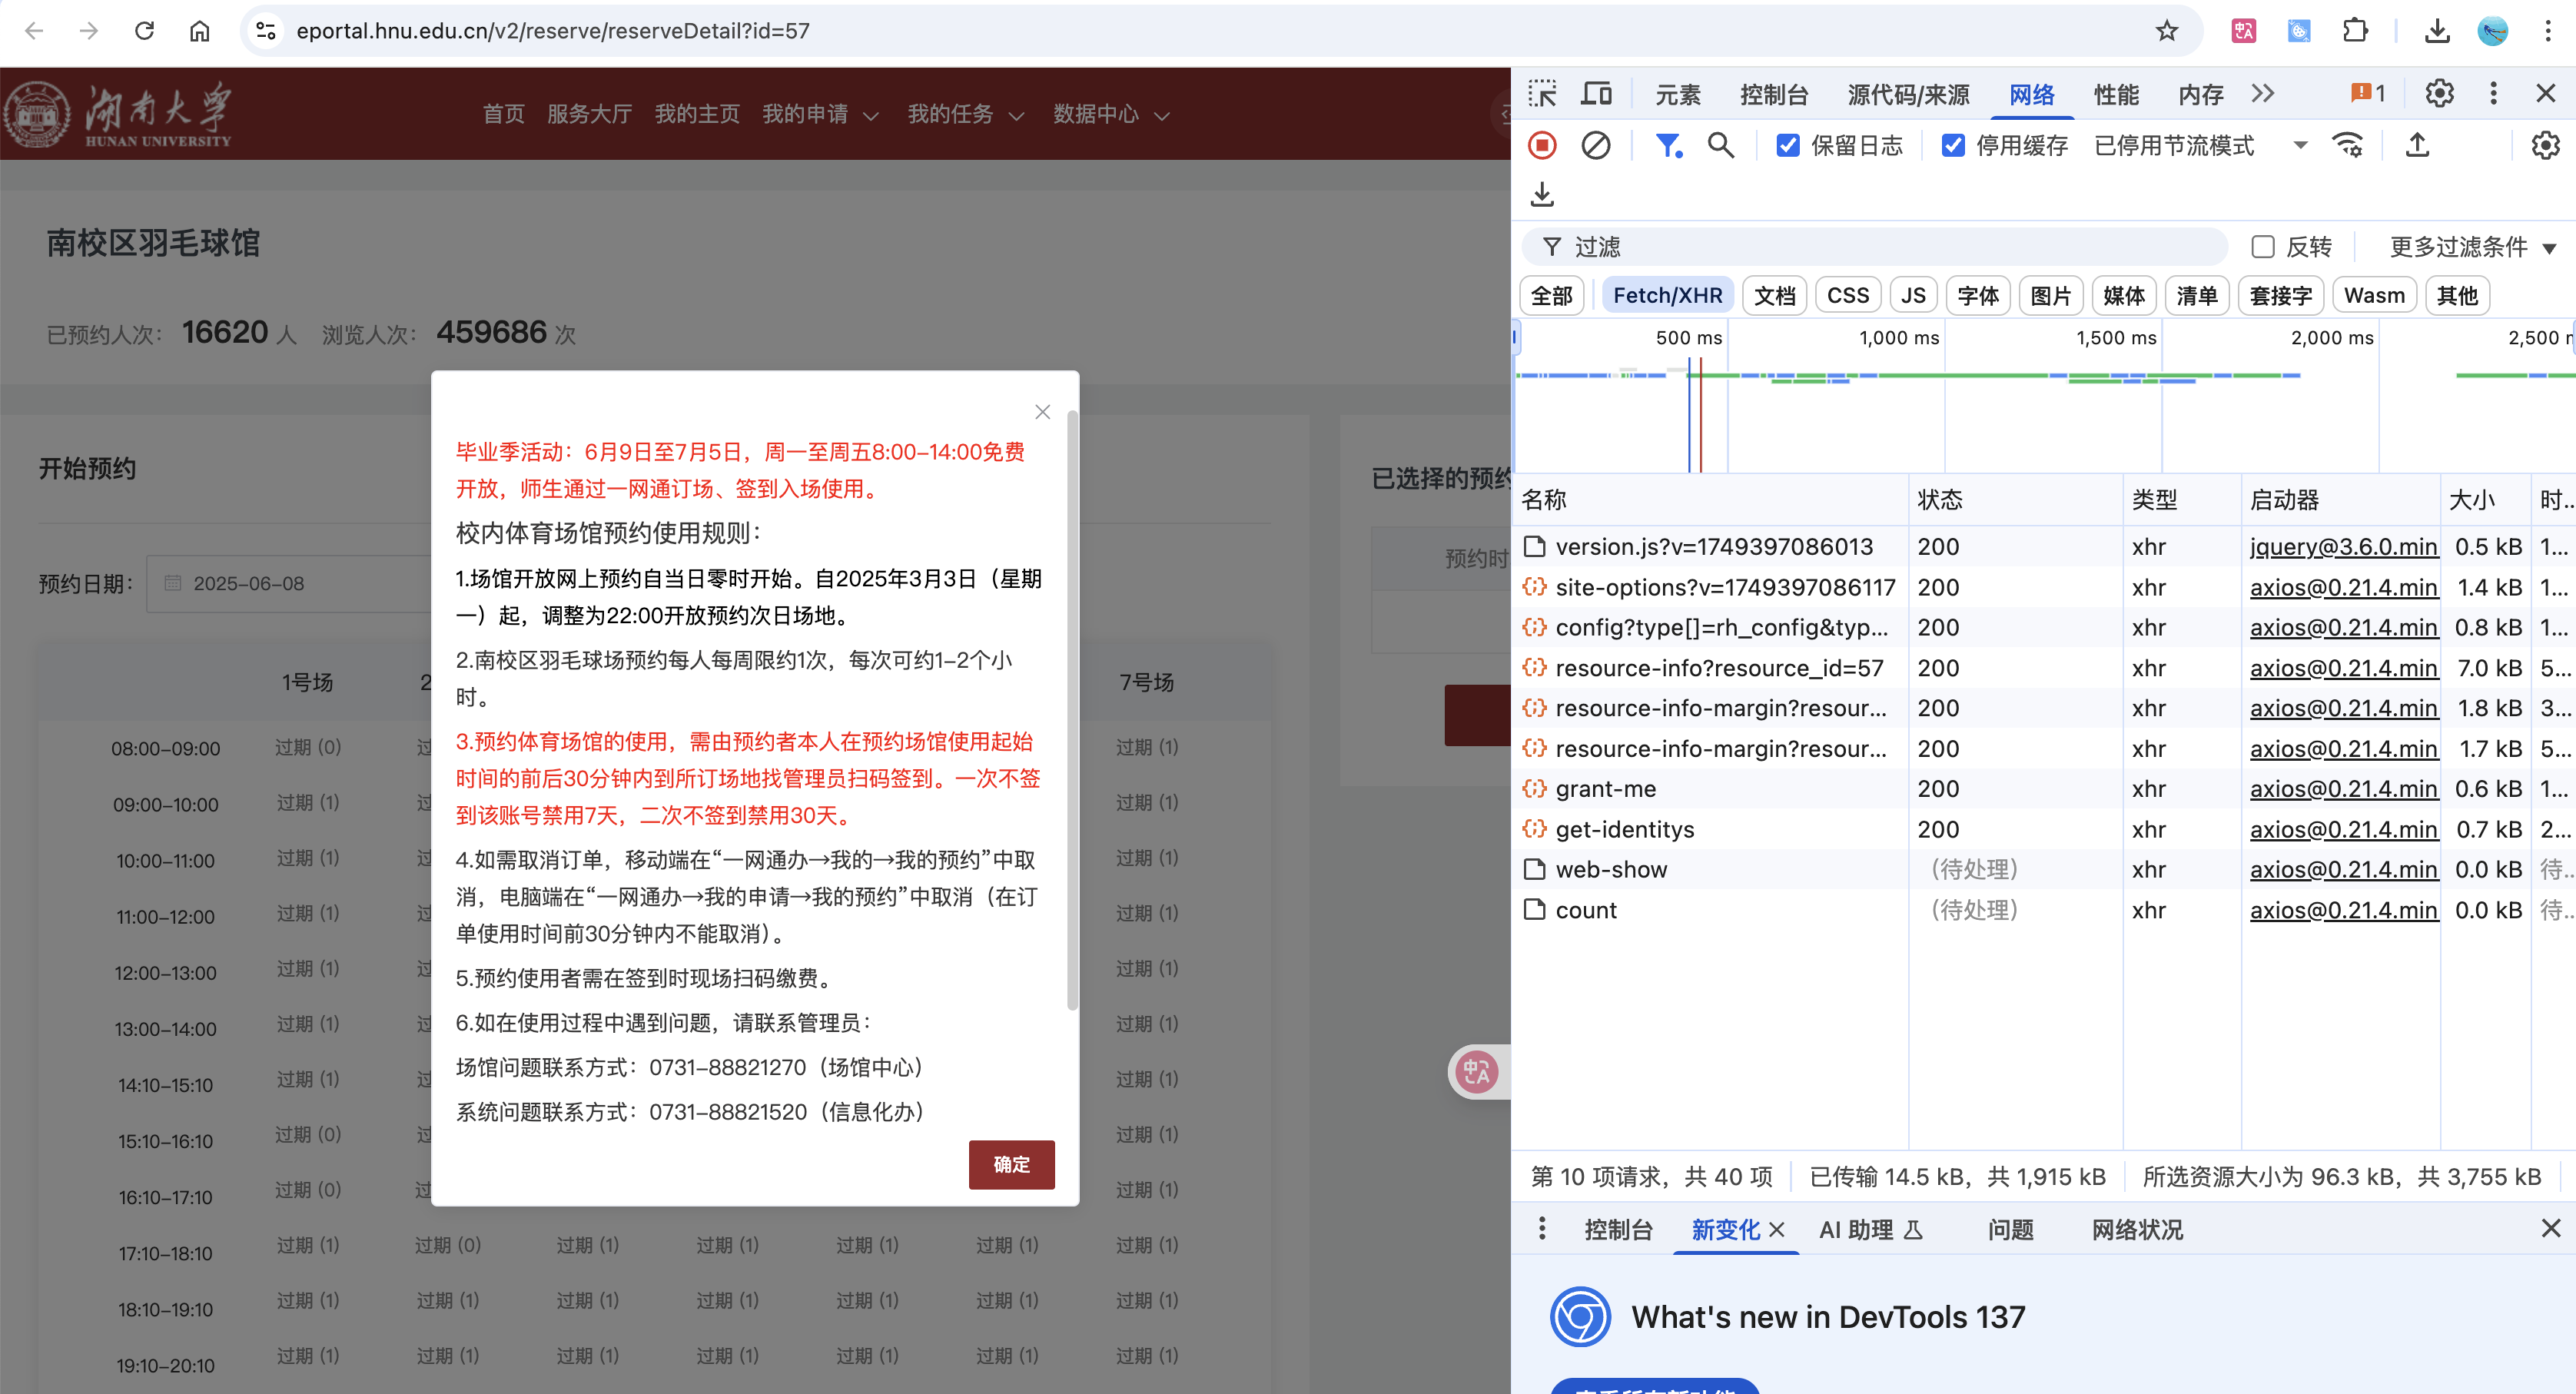 eportal.hnu.edu.cn/v2/reserve/reserveDetail?id=57
湖南大学
HUNAN UNIVERSITY
首页 服务大厅 我的主页 我的申请 我的任务 数据中心
南校区羽毛球馆
已预约人次： 16620 人 浏览人次： 459686 次
开始预约
预约日期： 2025-06-08
1号场 2 7号场
08:00-09:00 过期 (0) 过 过期 (1)
09:00-10:00 过期 (1) 过 过期 (1)
10:00-11:00 过期 (1) 过 过期 (1)
11:00-12:00 过期 (1) 过 过期 (1)
12:00-13:00 过期 (1) 过 过期 (1)
13:00-14:00 过期 (1) 过 过期 (1)
14:10-15:10 过期 (1) 过 过期 (1)
15:10-16:10 过期 (0) 过 过期 (1)
16:10-17:10 过期 (0) 过 过期 (1)
17:10-18:10 过期 (1) 过期 (0) 过期 (1) 过期 (1) 过期 (1) 过期 (1) 过期 (1)
18:10-19:10 过期 (1) 过期 (1) 过期 (1) 过期 (1) 过期 (1) 过期 (1) 过期 (1)
19:10-20:10 过期 (1) 过期 (1) 过期 (1) 过期 (1) 过期 (1) 过期 (1) 过期 (1)
已选择的预约
预约时
毕业季活动：6月9日至7月5日，周一至周五8:00-14:00免费
开放，师生通过一网通订场、签到入场使用。
校内体育场馆预约使用规则：
1.场馆开放网上预约自当日零时开始。自2025年3月3日（星期
一）起，调整为22:00开放预约次日场地。
2.南校区羽毛球场预约每人每周限约1次，每次可约1-2个小
时。
3.预约体育场馆的使用，需由预约者本人在预约场馆使用起始
时间的前后30分钟内到所订场地找管理员扫码签到。一次不签
到该账号禁用7天，二次不签到禁用30天。
4.如需取消订单，移动端在“一网通办→我的→我的预约”中取
消，电脑端在“一网通办→我的申请→我的预约”中取消（在订
单使用时间前30分钟内不能取消）。
5.预约使用者需在签到时现场扫码缴费。
6.如在使用过程中遇到问题，请联系管理员：
场馆问题联系方式：0731-88821270（场馆中心）
系统问题联系方式：0731-88821520（信息化办）
确定
中A
元素 控制台 源代码/来源 网络 性能 内存 1
保留日志 停用缓存 已停用节流模式
过滤 反转 更多过滤条件
全部 Fetch/XHR 文档 CSS JS 字体 图片 媒体 清单 套接字 Wasm 其他
500 ms 1,000 ms 1,500 ms 2,000 ms 2,500
名称 状态 类型 启动器 大小 时...
version.js?v=1749397086013 200 xhr jquery@3.6.0.min 0.5 kB 1...
site-options?v=1749397086117 200 xhr axios@0.21.4.min 1.4 kB 1...
config?type[]=rh_config&typ... 200 xhr axios@0.21.4.min 0.8 kB 1...
resource-info?resource_id=57 200 xhr axios@0.21.4.min 7.0 kB 5...
resource-info-margin?resour... 200 xhr axios@0.21.4.min 1.8 kB 3...
resource-info-margin?resour... 200 xhr axios@0.21.4.min 1.7 kB 5...
grant-me 200 xhr axios@0.21.4.min 0.6 kB 1...
get-identitys 200 xhr axios@0.21.4.min 0.7 kB 2...
web-show （待处理） xhr axios@0.21.4.min 0.0 kB 待...
count （待处理） xhr axios@0.21.4.min 0.0 kB 待...
第 10 项请求，共 40 项 已传输 14.5 kB，共 1,915 kB 所选资源大小为 96.3 kB，共 3,755 kB
控制台 新变化 AI 助理 问题 网络状况
What's new in DevTools 137